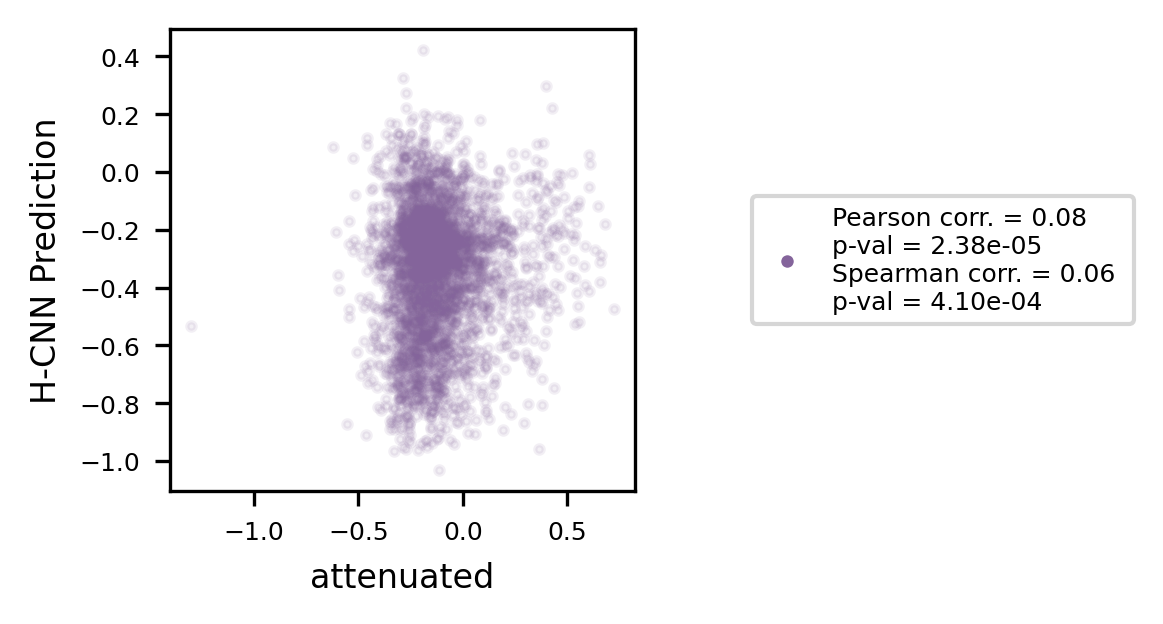 H-CNN Prediction
0.4
0.2
0.0
−0.2
−0.4
−0.6
−0.8
−1.0
−1.0 −0.5 0.0 0.5
attenuated
Pearson corr. = 0.08
p-val = 2.38e-05
Spearman corr. = 0.06
p-val = 4.10e-04